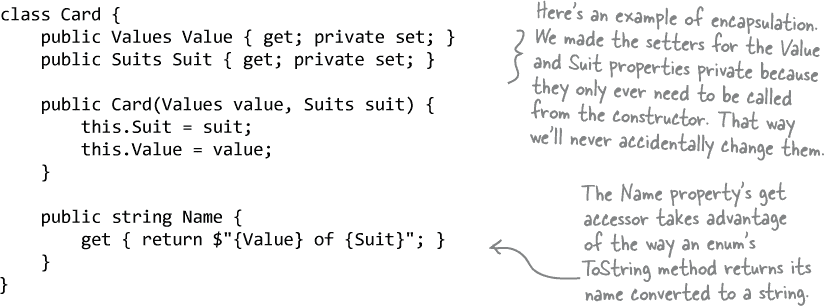 class Card {
    public Values Value { get; private set; }
    public Suits Suit { get; private set; }
    public Card(Values value, Suits suit) {
        this.Suit = suit;
        this.Value = value;
    }
    public string Name {
        get { return $"{Value} of {Suit}"; }
    }
}
Here's an example of encapsulation.
We made the setters for the Value
and Suit properties private because
they only ever need to be called
from the constructor. That way
we'll never accidentally change them.
The Name property's get
accessor takes advantage
of the way an enum's
ToString method returns its
name converted to a string.